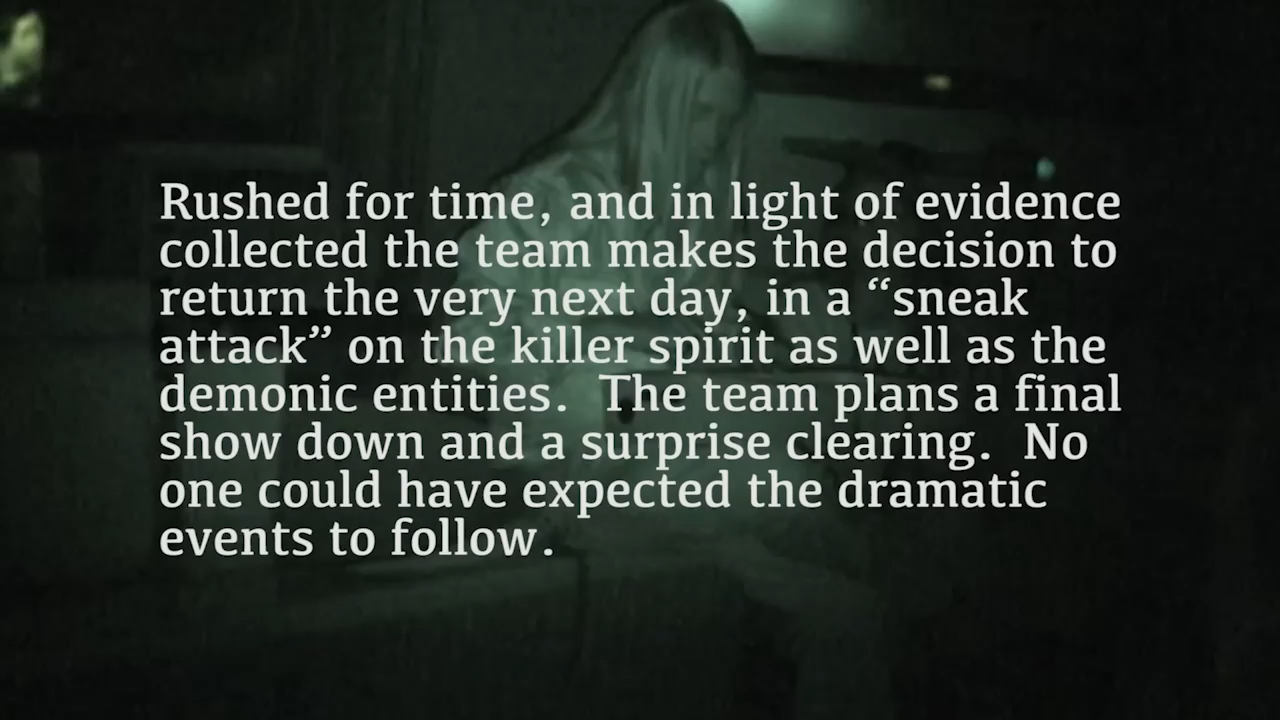 Rushed for time, and in light of evidence
collected the team makes the decision to
return the very next day, in a “sneak
attack” on the killer spirit as well as the
demonic entities.  The team plans a final
show down and a surprise clearing.  No
one could have expected the dramatic
events to follow.